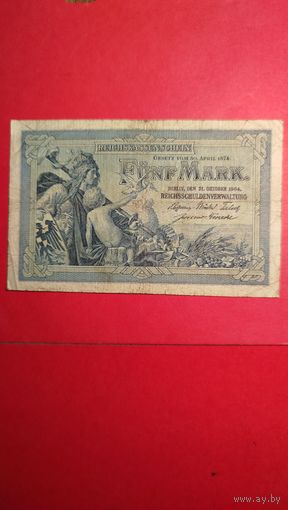 REICHSKASSENSCHEIN
GESETZ VOM 30. APRIL 1874
FÜNF MARK.
BERLIN, DEN 31. OKTOBER 1904.
REICHSSCHULDENVERWALTUNG
www.ay.by